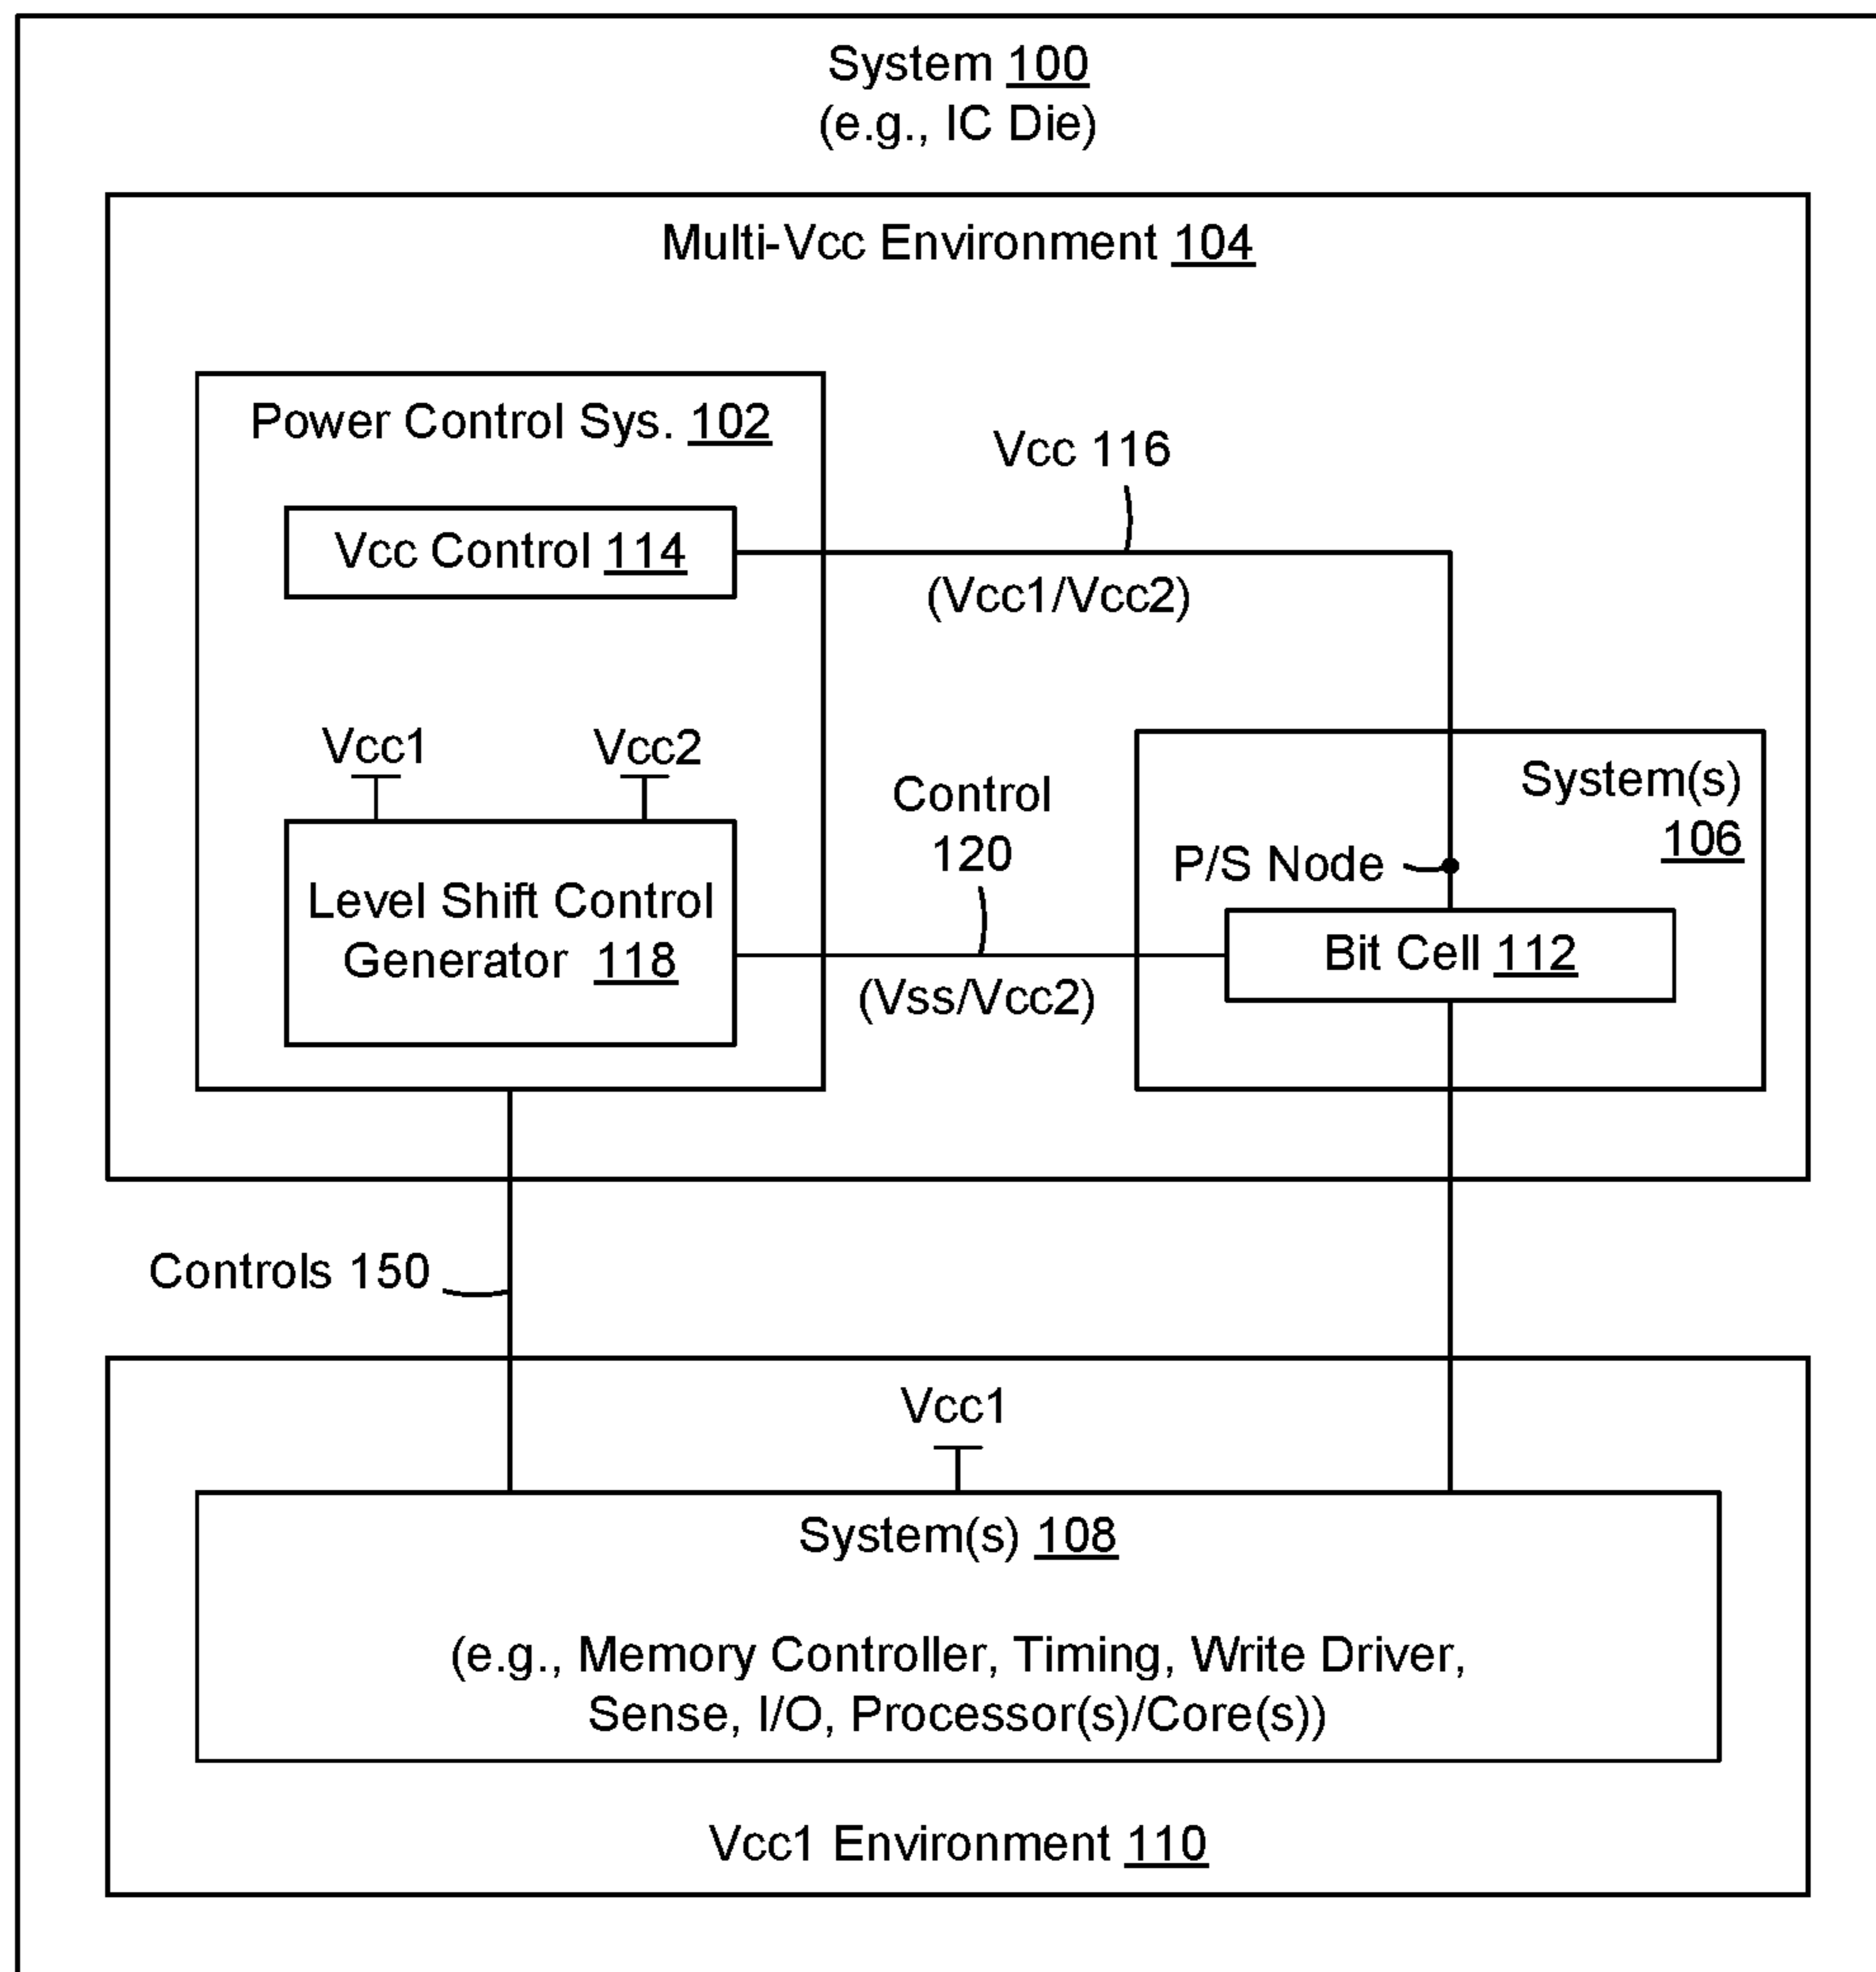 System 100
(e.g., IC Die)
Multi-Vcc Environment 104
Power Control Sys. 102
Vcc 116
Vcc Control 114
(Vcc1/Vcc2)
Vcc1
Vcc2
Control
120
System(s)
106
P/S Node
Level Shift Control
Generator 118
Bit Cell 112
(Vss/Vcc2)
Controls 150
Vcc1
System(s) 108
(e.g., Memory Controller, Timing, Write Driver,
Sense, I/O, Processor(s)/Core(s))
Vcc1 Environment 110